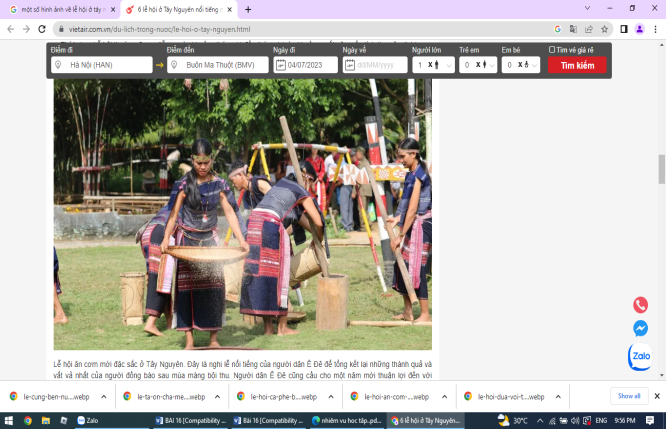 một số hình ảnh về lễ hội ở tây n
6 lễ hội ở Tây Nguyên nổi tiếng n
vietair.com.vn/du-lich-trong-nuoc/le-hoi-o-tay-nguyen.html
Điểm đi Điểm đến Ngày đi Ngày về Người lớn Trẻ em Em bé Tìm vé giá rẻ
Hà Nội (HAN) Buôn Ma Thuột (BMV) 04/07/2023 dd/MM/yyyy 1 X 0 X 0 X Tìm kiếm
Zalo
Lễ hội ăn cơm mới đặc sắc ở Tây Nguyên. Đây là nghi lễ nổi tiếng của người dân Ê Đê để tổng kết lại những thành quả và
vất vả nhất của người đồng bào sau mùa màng bội thu. Người dân Ê Đê cũng cầu cho một năm mới thuận lợi đến với
le-cung-ben-nu....webp le-ta-on-cha-me....webp le-hoi-ca-phe-b....webp le-hoi-an-com-....webp le-hoi-dua-voi-t....webp Show all
Zalo BÀI 16 [Compatibility ... Bài 16 [Compatibility ... nhiệm vu hoc tâp..pd... 6 lễ hội ở Tây Nguyên... 30°C ENG 9:56 PM